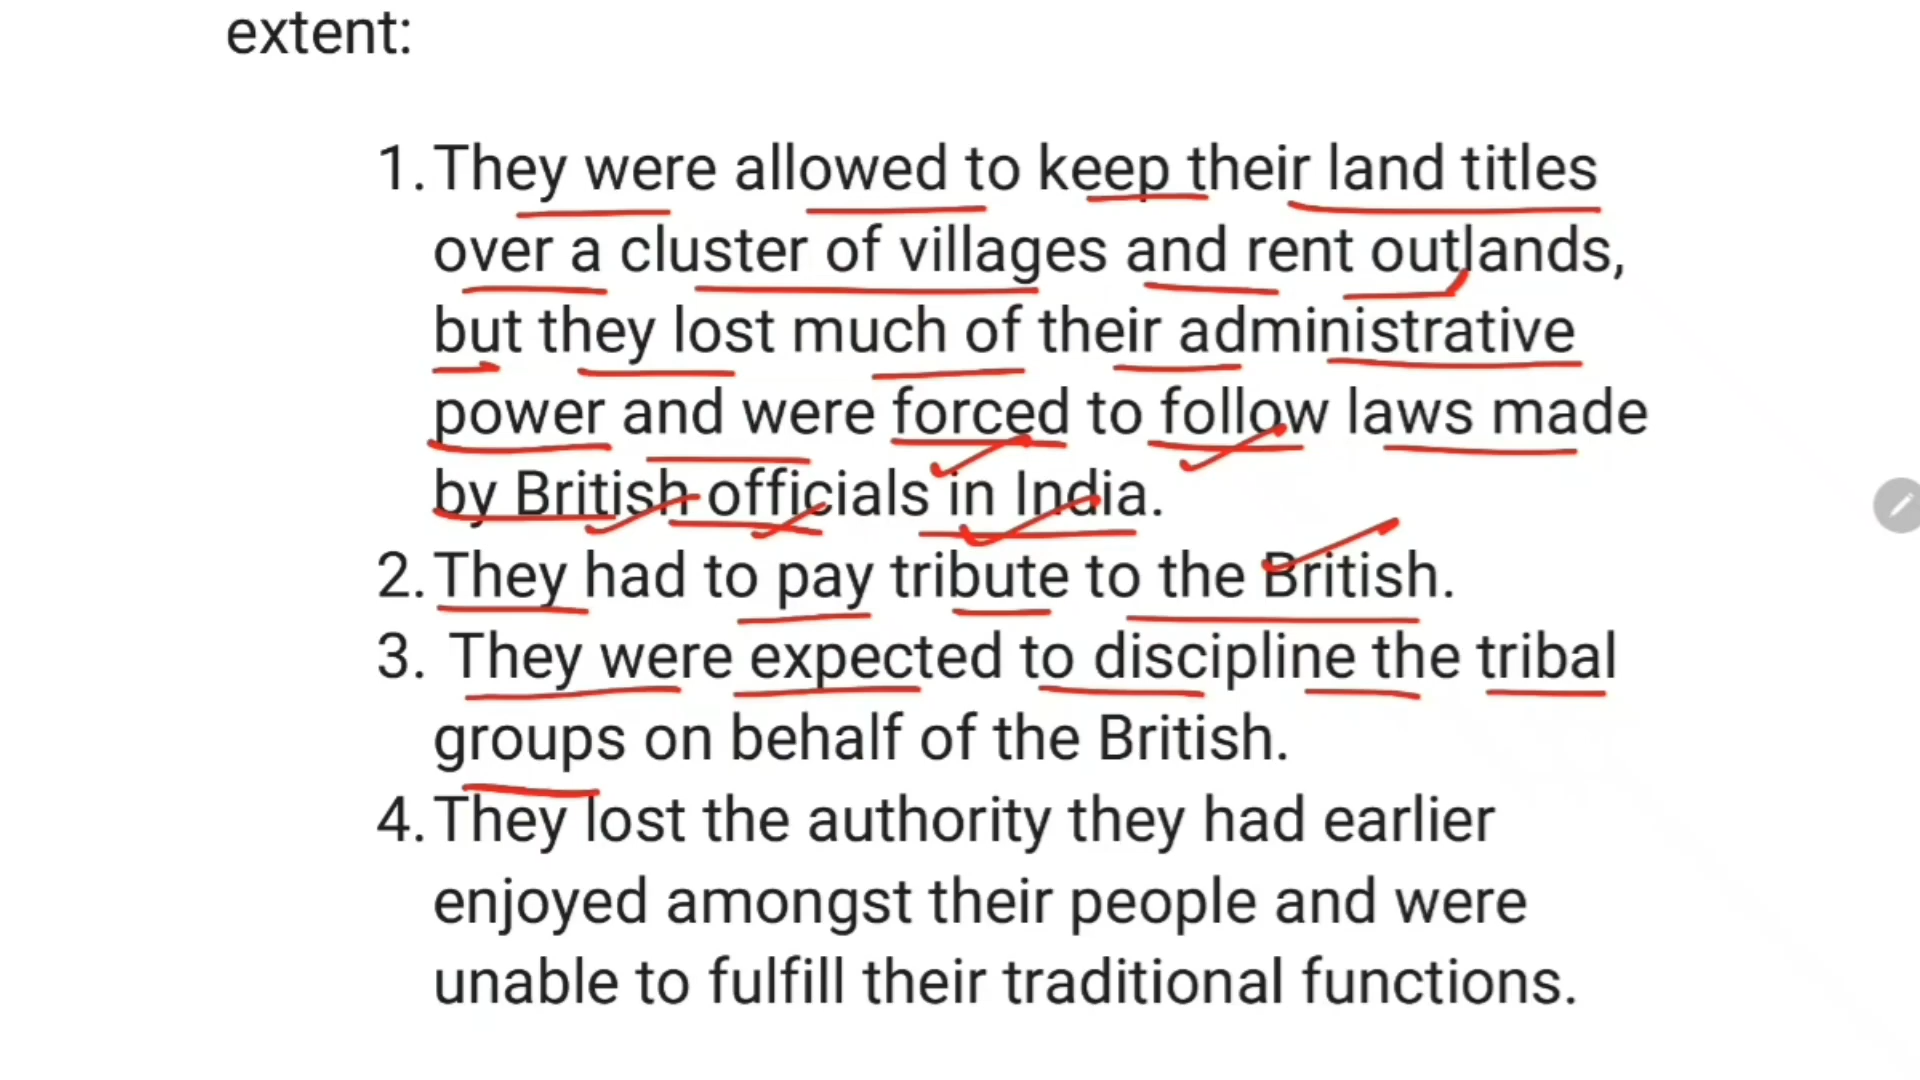 extent:
1. They were allowed to keep their land titles
over a cluster of villages and rent outlands,
but they lost much of their administrative
power and were forced to follow laws made
by British officials in India.
2. They had to pay tribute to the British.
3. They were expected to discipline the tribal
groups on behalf of the British.
4. They lost the authority they had earlier
enjoyed amongst their people and were
unable to fulfill their traditional functions.